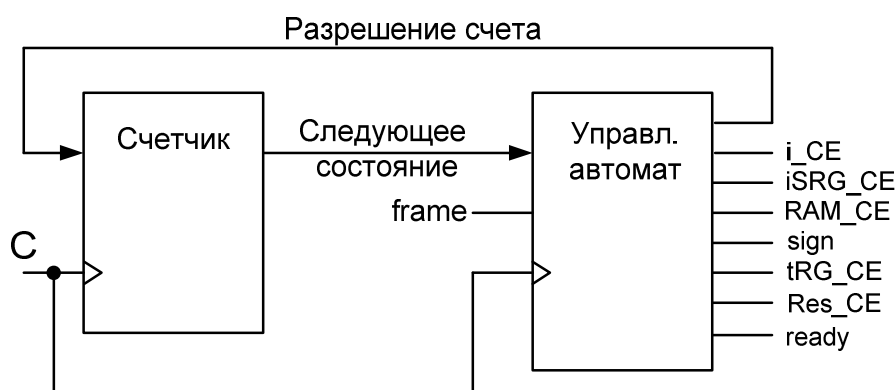 Разрешение счета
Счетчик
Следующее
состояние
Управл.
автомат
frame
C
i_CE
iSRG_CE
RAM_CE
sign
tRG_CE
Res_CE
ready